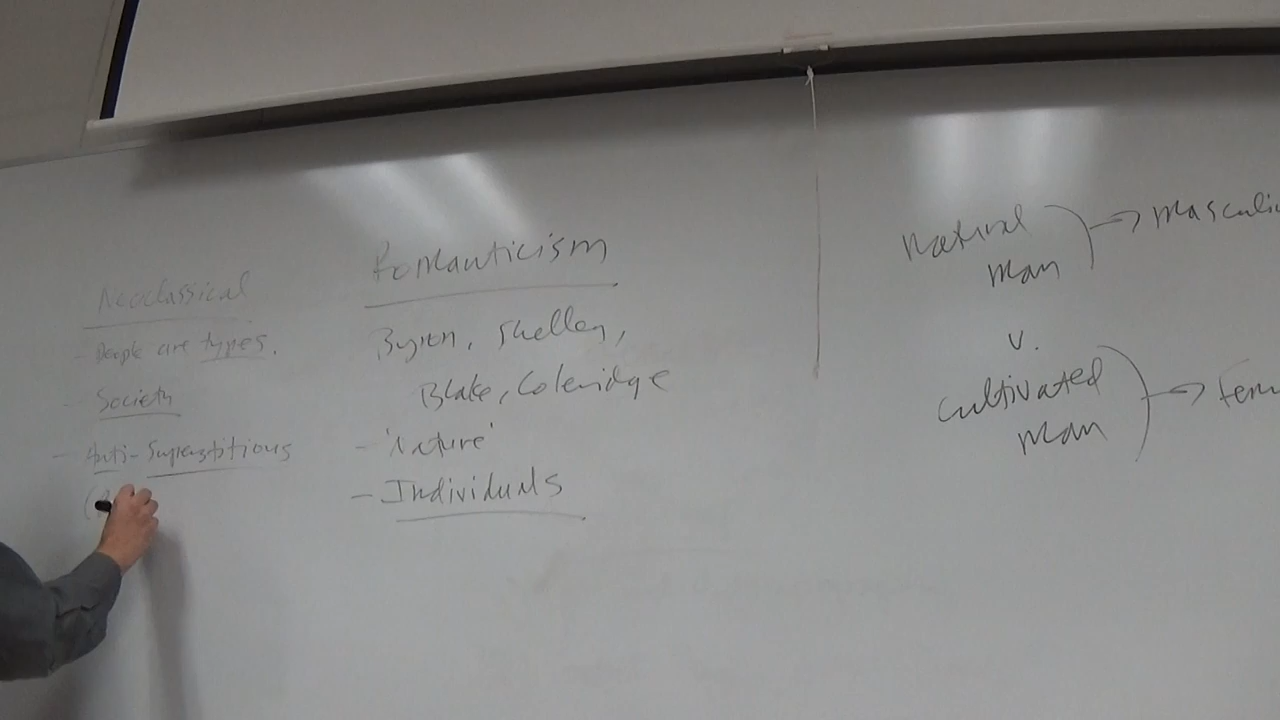 Neoclassical
- People are types.
- Society
- Anti-Superstitious
(
Romanticism
Byron, Shelley,
Blake, Coleridge
- 'Nature'
- Individuals
natural
man
→ masculi
v.
cultivated
man
→ Fem